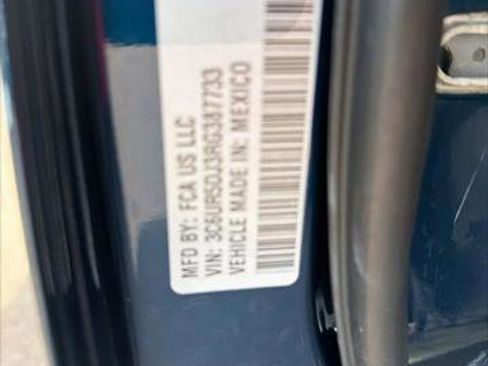 MFD BY: FCA US LLC
VIN: 3C6UR5DJ3RG387733
VEHICLE MADE IN: MEXICO